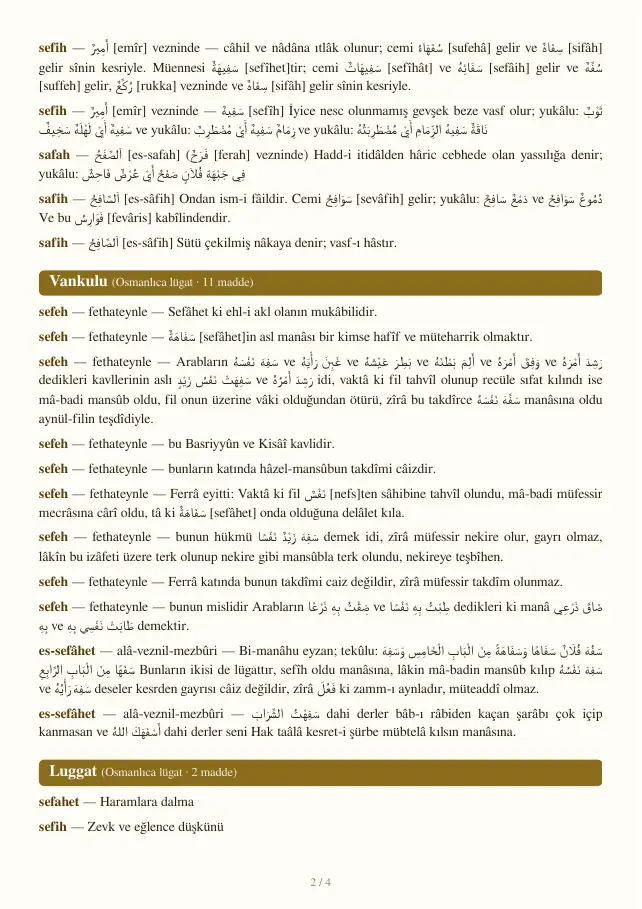 sefih — أَمِيرٌ [emîr] vezninde — câhil ve nâdâna ıtlâk olunur; cemi سُفَهَاءُ [sufehâ] gelir ve سِفَاهٌ [sifâh]
gelir sînin kesriyle. Müennesi سَفِيهَةٌ [sefîhet]tir; cemi سَفِيهَاتٌ [sefîhât] ve سَفَائِهُ [sefâih] gelir ve سُفَّهٌ
[suffeh] gelir, رُكَّعٌ [rukka] vezninde ve سِفَاهٌ [sifâh] gelir sînin kesriyle.
sefih — أَمِيرٌ [emîr] vezninde — سَفِيهٌ [sefîh] İyice nesc olunmamış gevşek beze vasf olur; yukâlu: ثَوْبٌ
سَفِيهٌ أَيْ لَهْلَهٌ سَخِيفٌ ve yukâlu: زِمَامٌ سَفِيهٌ أَيْ مُضْطَرِبٌ ve yukâlu: نَاقَةٌ سَفِيهَةُ الزِّمَامِ أَيْ مُضْطَرِبَتُهُ
safah — اَلصَّفَحُ [es-safah] (فَرَحٌ [ferah] vezninde) Hadd-i itidâlden hâric cebhede olan yassılığa denir;
yukâlu: فِي جَبْهَةِ فُلاَنٍ صَفَحٌ أَيْ عُرْضٌ فَاحِشٌ
safih — اَلسَّافِحُ [es-sâfih] Ondan ism-i fâildir. Cemi سَوَافِحُ [sevâfih] gelir; yukâlu: دَمْعٌ سَافِحٌ ve دُمُوعٌ سَوَافِحُ
Ve bu فَوَارِسُ [fevâris] kabîlindendir.
safih — اَلصَّافِحُ [es-sâfih] Sütü çekilmiş nâkaya denir; vasf-ı hâstır.
Vankulu (Osmanlıca lügat · 11 madde)
sefeh — fethateynle — Sefâhet ki ehl-i akl olanın mukâbilidir.
sefeh — fethateynle — سَفَاهَةٌ [sefâhet]in asl manâsı bir kimse hafîf ve müteharrik olmaktır.
sefeh — fethateynle — Arabların سَفِهَ نَفْسَهُ ve غَبِنَ رَأْيَهُ ve بَطِرَ عَيْشَهُ ve أَلِمَ بَطْنَهُ ve وَفِقَ أَمْرَهُ ve رَشِدَ أَمْرَهُ
dedikleri kavllerinin aslı سَفِهَتْ نَفْسُ زَيْدٍ ve رَشِدَ أَمْرُهُ idi, vaktâ ki fil tahvîl olunup recüle sıfat kılındı ise
mâ-badi mansûb oldu, fil onun üzerine vâki olduğundan ötürü, zîrâ bu takdîrce سَفَّهَ نَفْسَهُ manâsına oldu
aynül-filin teşdîdiyle.
sefeh — fethateynle — bu Basriyyûn ve Kisâî kavlidir.
sefeh — fethateynle — bunların katında hâzel-mansûbun takdîmi câizdir.
sefeh — fethateynle — Ferrâ eyitti: Vaktâ ki fil نَفْسٌ [nefs]ten sâhibine tahvîl olundu, mâ-badi müfessir
mecrâsına cârî oldu, tâ ki سَفَاهَةٌ [sefâhet] onda olduğuna delâlet kıla.
sefeh — fethateynle — bunun hükmü سَفِهَ زَيْدٌ نَفْسًا demek idi, zîrâ müfessir nekire olur, gayrı olmaz,
lâkîn bu izâfeti üzere terk olunup nekire gibi mansûbla terk olundu, nekireye teşbîhen.
sefeh — fethateynle — Ferrâ katında bunun takdîmi caiz değildir, zîrâ müfessir takdîm olunmaz.
sefeh — fethateynle — bunun mislidir Arabların ضِقْتُ بِهِ ذَرْعًا ve طِبْتُ بِهِ نَفْسًا dedikleri ki manâ ضَاقَ ذَرْعِي
بِهِ ve طَابَتْ نَفْسِي بِهِ demektir.
es-sefâhet — alâ-veznil-mezbûri — Bi-manâhu eyzan; tekûlu: سَفُهَ فُلاَنٌ سَفَاهًا وَسَفَاهَةً مِنَ الْبَابِ الْخَامِسِ وَسَفِهَ
سَفَهًا مِنَ الْبَابِ الرَّابِعِ Bunların ikisi de lügattır, sefîh oldu manâsına, lâkin mâ-badin mansûb kılıp سَفِهَ نَفْسَهُ
ve سَفِهَ رَأْيَهُ deseler kesrden gayrısı câiz değildir, zîrâ فَعُلَ ki zamm-ı aynladır, müteaddî olmaz.
es-sefâhet — alâ-veznil-mezbûri — سَفِهْتُ الشَّرَابَ dahi derler bâb-ı râbiden kaçan şarâbı çok içip
kanmasan ve أَسْفَهَكَ اللهُ dahi derler seni Hak taâlâ kesret-i şürbe mübtelâ kılsın manâsına.
Luggat (Osmanlıca lügat · 2 madde)
sefahet — Haramlara dalma
sefih — Zevk ve eğlence düşkünü
2 / 4